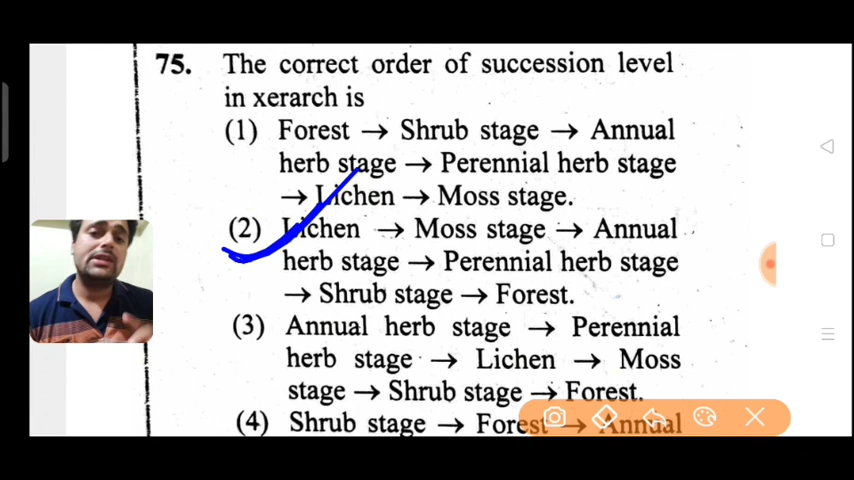 75. The correct order of succession level
in xerarch is
(1) Forest → Shrub stage → Annual
herb stage → Perennial herb stage
→ Lichen → Moss stage.
(2) Lichen → Moss stage → Annual
herb stage → Perennial herb stage
→ Shrub stage → Forest.
(3) Annual herb stage → Perennial
herb stage → Lichen → Moss
stage → Shrub stage → Forest.
(4) Shrub stage → Forest → Annual